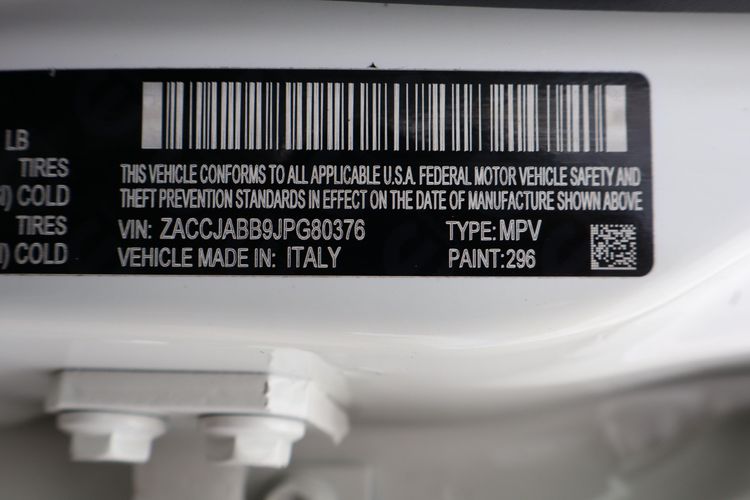 LB
TIRES
COLD
TIRES
COLD
THIS VEHICLE CONFORMS TO ALL APPLICABLE U.S.A. FEDERAL MOTOR VEHICLE SAFETY AND
THEFT PREVENTION STANDARDS IN EFFECT ON THE DATE OF MANUFACTURE SHOWN ABOVE
VIN: ZACCJABB9JPG80376 TYPE: MPV
VEHICLE MADE IN: ITALY PAINT: 296